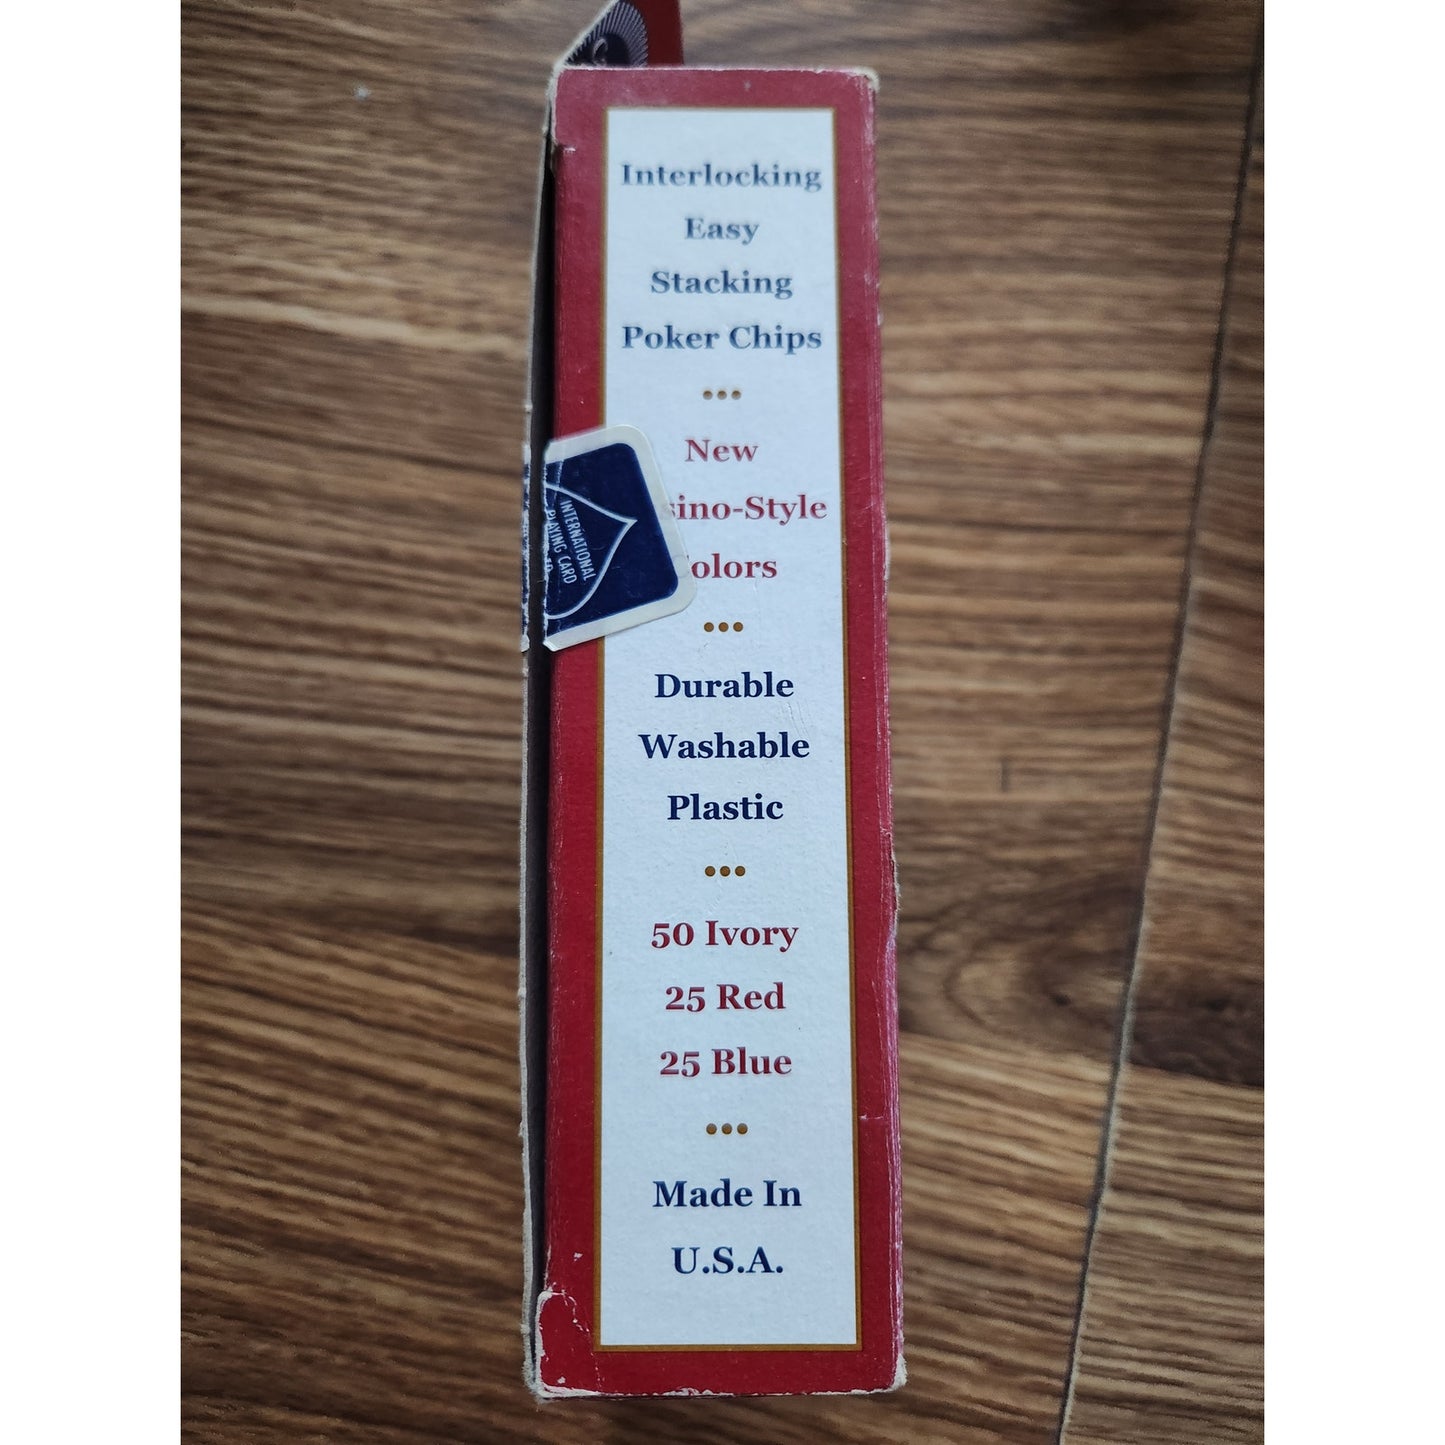 Interlocking
Easy
Stacking
Poker Chips
New
sino-Style
olors
INTERNATIONAL
PLAYING CARD
Durable
Washable
Plastic
50 Ivory
25 Red
25 Blue
Made In
U.S.A.